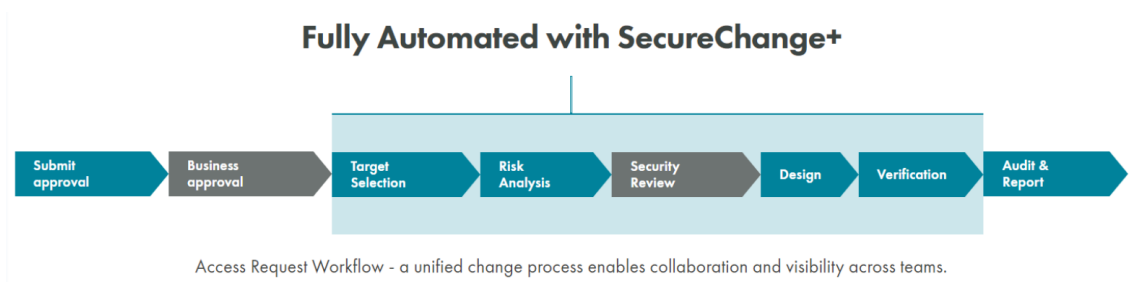 Fully Automated with SecureChange+
Submit
approval
Business
approval
Target
Selection
Risk
Analysis
Security
Review
Design
Verification
Audit &
Report
Access Request Workflow - a unified change process enables collaboration and visibility across teams.